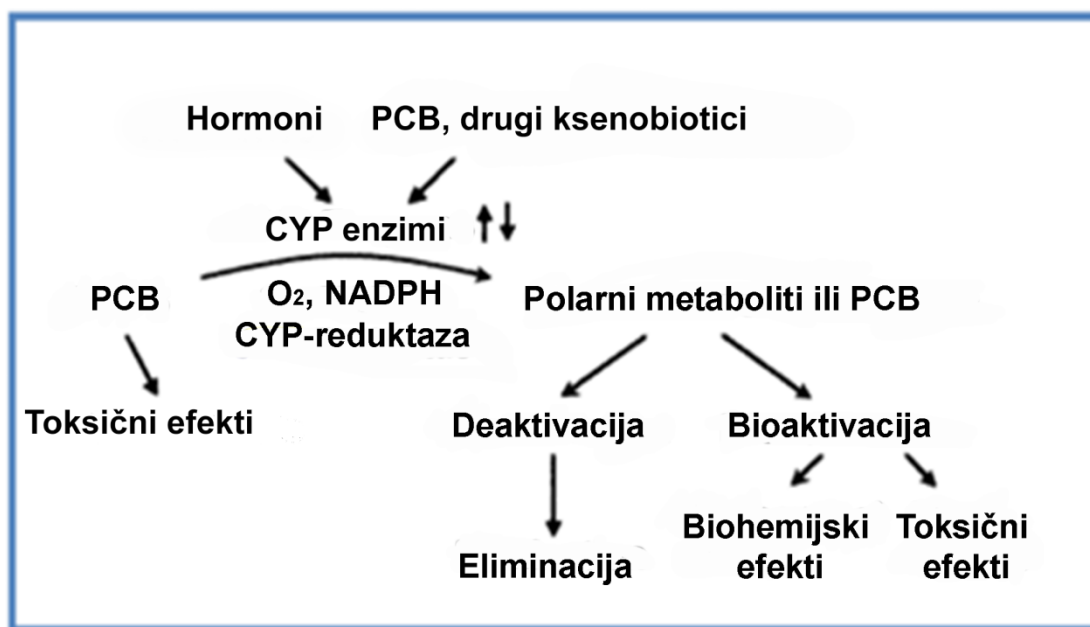 Hormoni
PCB, drugi ksenobiotici
CYP enzimi
PCB
O₂, NADPH
CYP-reduktaza
Polarni metaboliti ili PCB
Toksični efekti
Deaktivacija
Bioaktivacija
Eliminacija
Biohemijski
efekti
Toksični
efekti